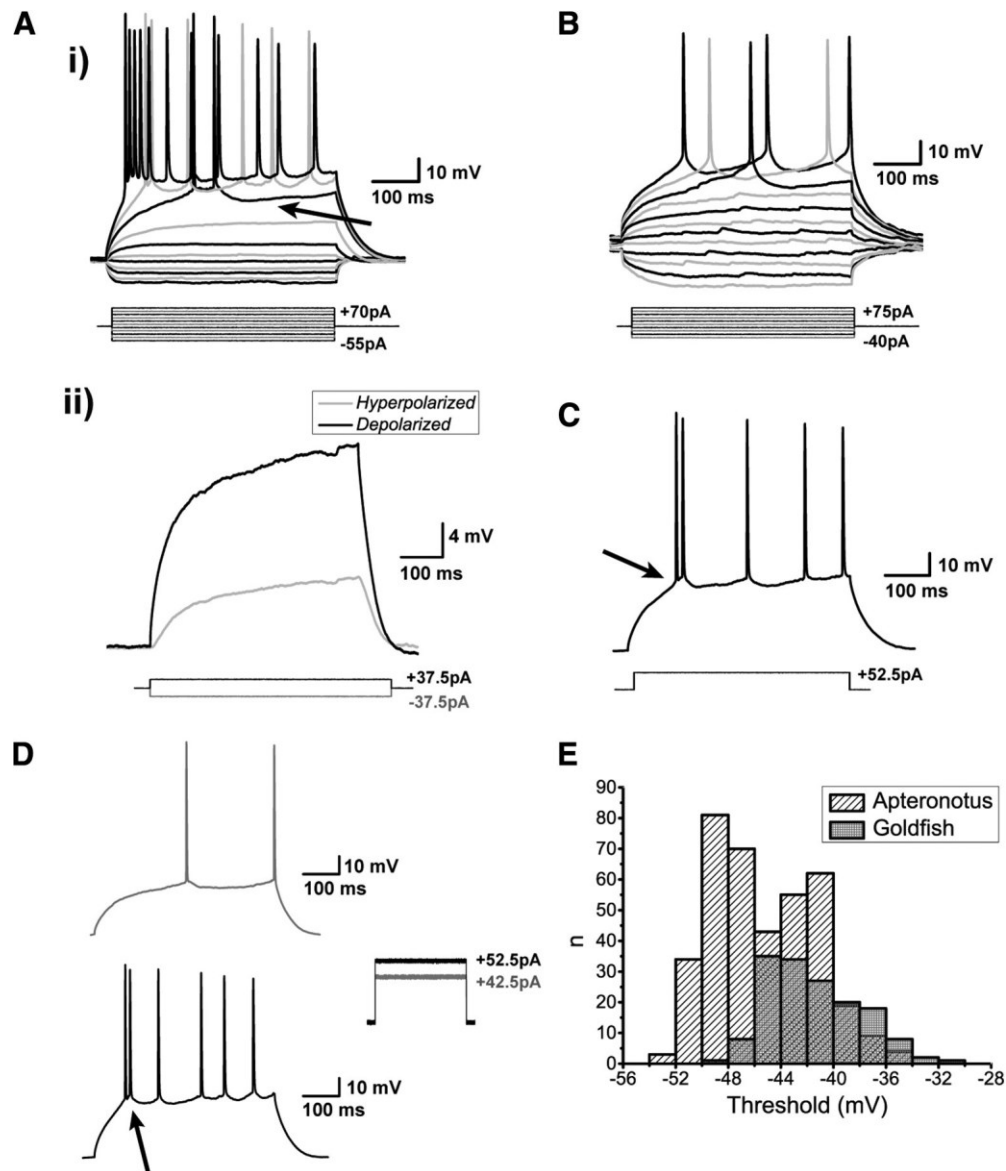 A
i)
10 mV
100 ms
+70pA
-55pA
B
10 mV
100 ms
+75pA
-40pA
ii)
Hyperpolarized
Depolarized
4 mV
100 ms
+37.5pA
-37.5pA
C
10 mV
100 ms
+52.5pA
D
10 mV
100 ms
+52.5pA
+42.5pA
10 mV
100 ms
E
Apteronotus
Goldfish
90
80
70
60
50
40
30
20
10
0
n
-56 -52 -48 -44 -40 -36 -32 -28
Threshold (mV)